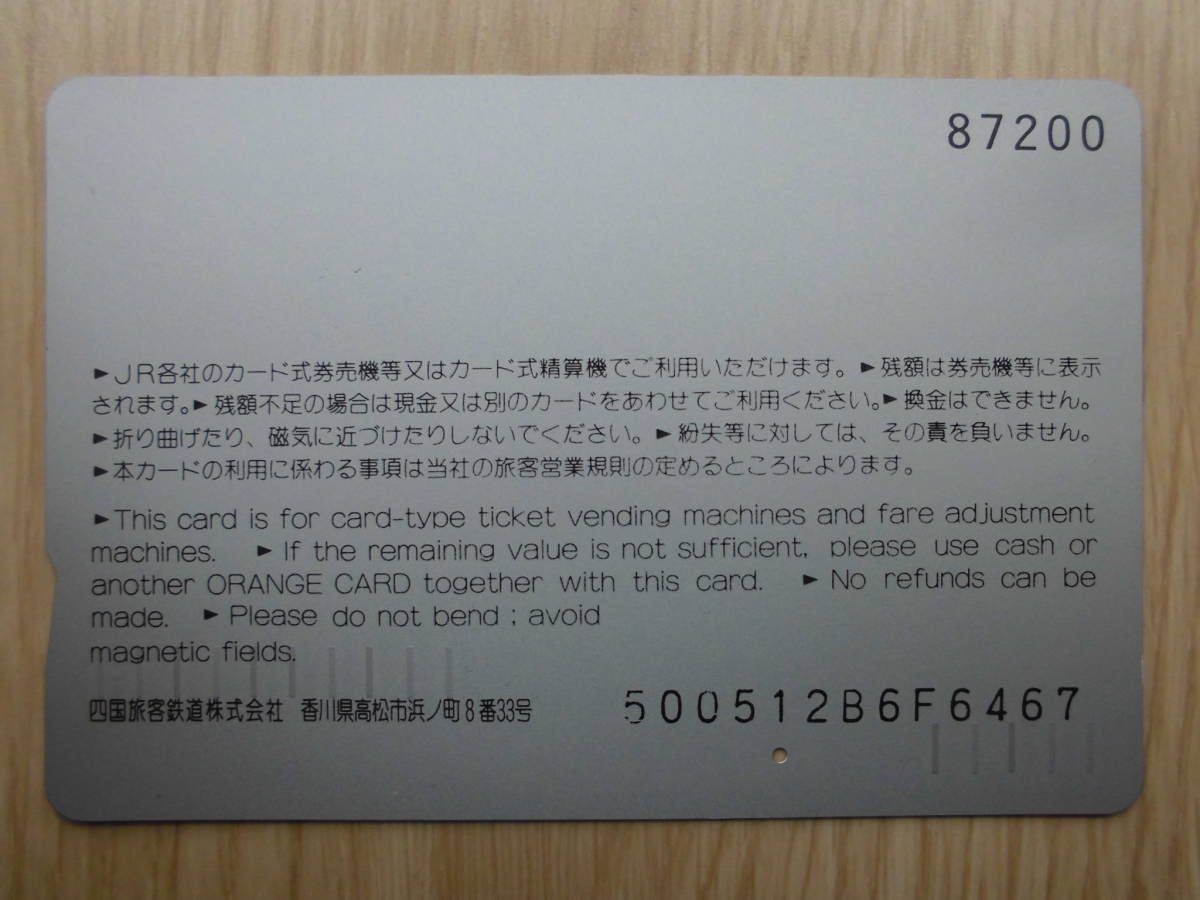 87200
►JR各社のカード式券売機等又はカード式精算機でご利用いただけます。►残額は券売機等に表示
されます。►残額不足の場合は現金又は別のカードをあわせてご利用ください。►換金はできません。
►折り曲げたり、磁気に近づけたりしないでください。►紛失等に対しては、その責を負いません。
►本カードの利用に係わる事項は当社の旅客営業規則の定めるところによります。
►This card is for card-type ticket vending machines and fare adjustment
machines. ►If the remaining value is not sufficient, please use cash or
another ORANGE CARD together with this card. ►No refunds can be
made. ►Please do not bend ; avoid
magnetic fields.
四国旅客鉄道株式会社 香川県高松市浜ノ町8番33号 500512B6F6467